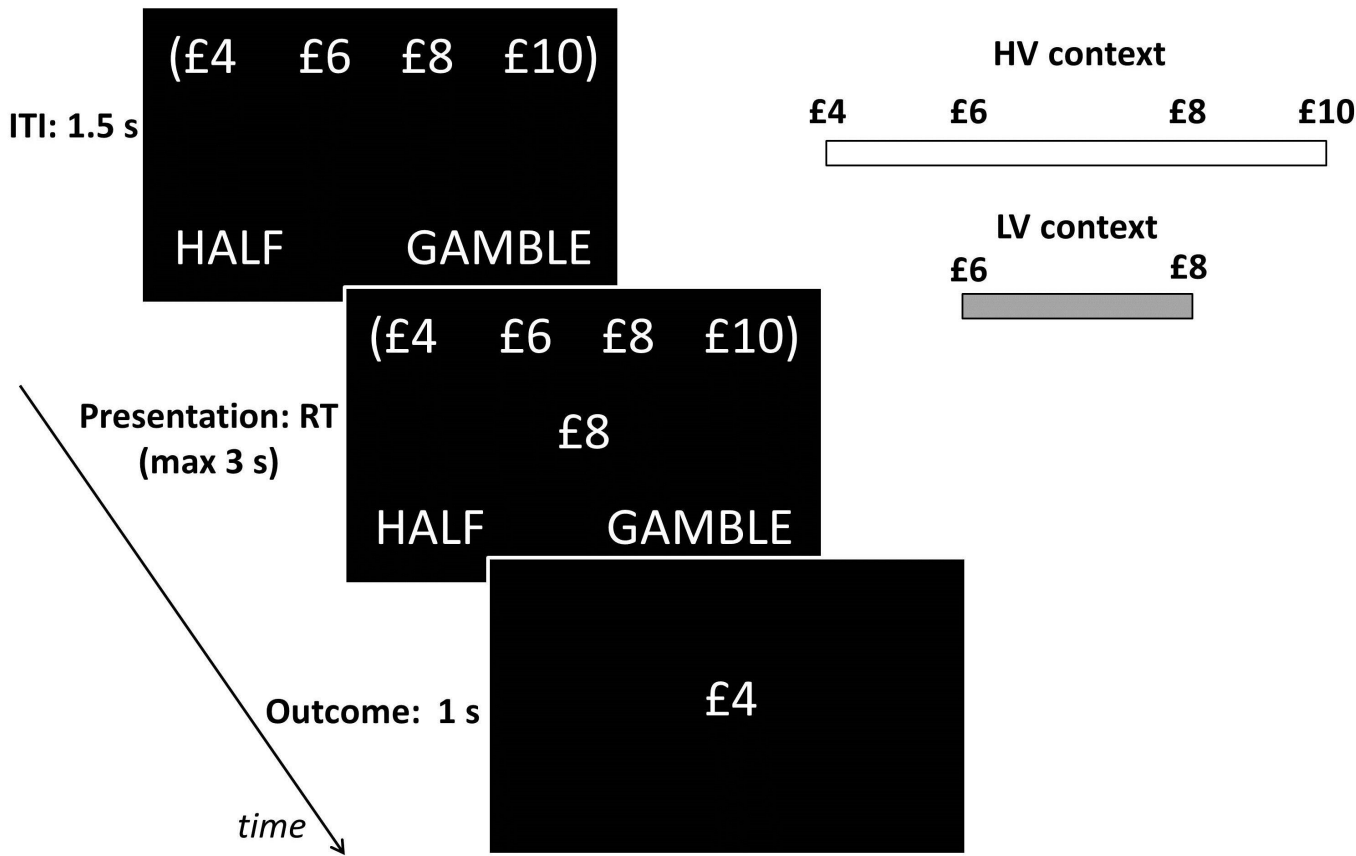 (£4 £6 £8 £10)
ITI: 1.5 s
HALF GAMBLE
HV context
£4 £6 £8 £10
LV context
£6 £8
(£4 £6 £8 £10)
Presentation: RT
(max 3 s)
£8
HALF GAMBLE
Outcome: 1 s
£4
time